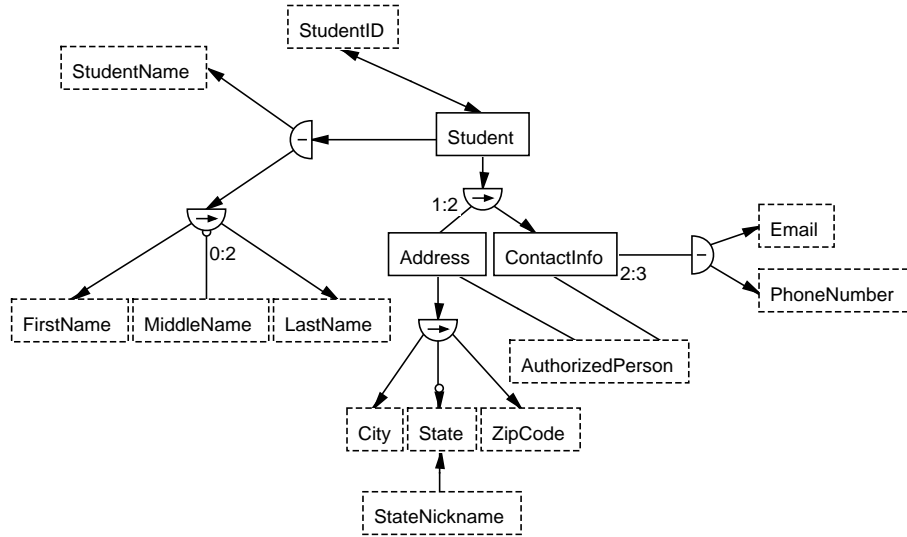 StudentID
StudentName
Student
1:2
0:2
Address
ContactInfo
2:3
Email
PhoneNumber
FirstName
MiddleName
LastName
AuthorizedPerson
City
State
ZipCode
StateNickname